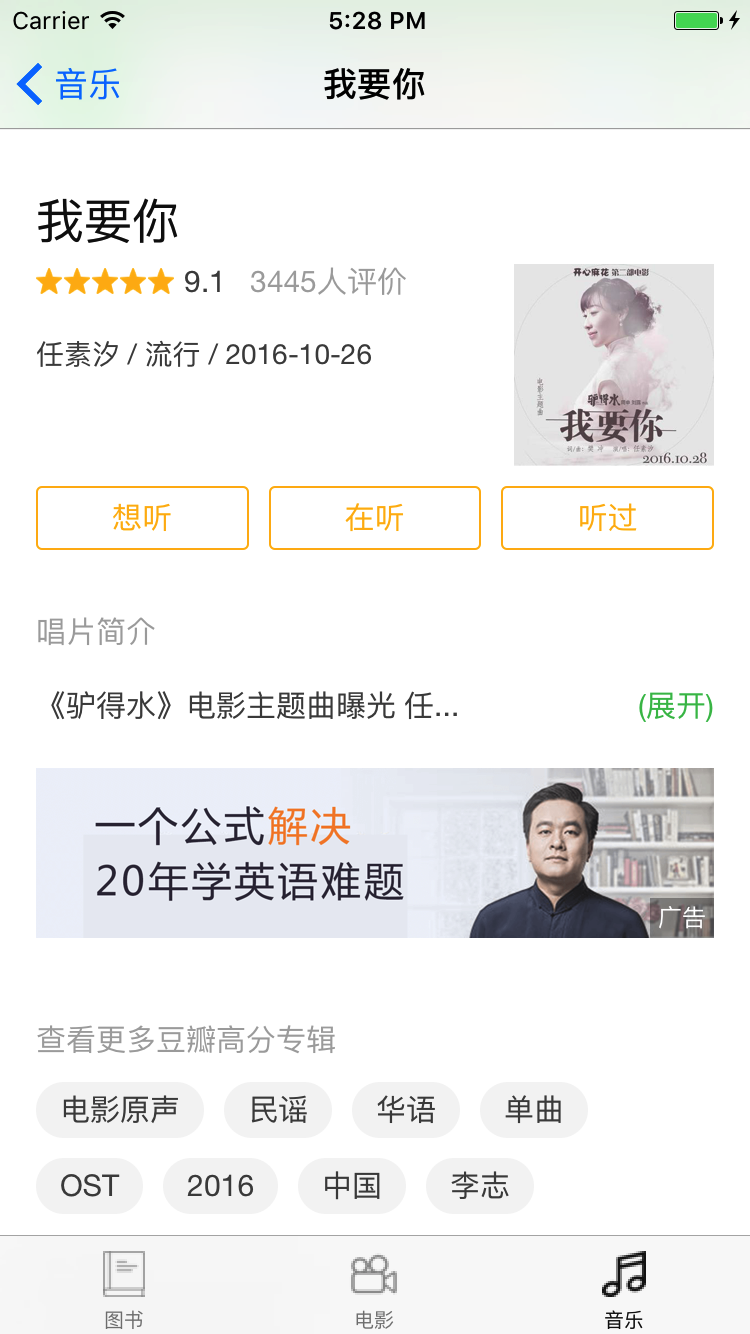 Carrier 5:28 PM
音乐 我要你
我要你
9.1 3445人评价
任素汐 / 流行 / 2016-10-26
开心麻花 第二部电影
电影主题曲
驴得水
我要你
2016.10.28
想听 在听 听过
唱片简介
《驴得水》电影主题曲曝光 任... (展开)
一个公式解决
20年学英语难题
广告
查看更多豆瓣高分专辑
电影原声 民谣 华语 单曲
OST 2016 中国 李志
图书 电影 音乐